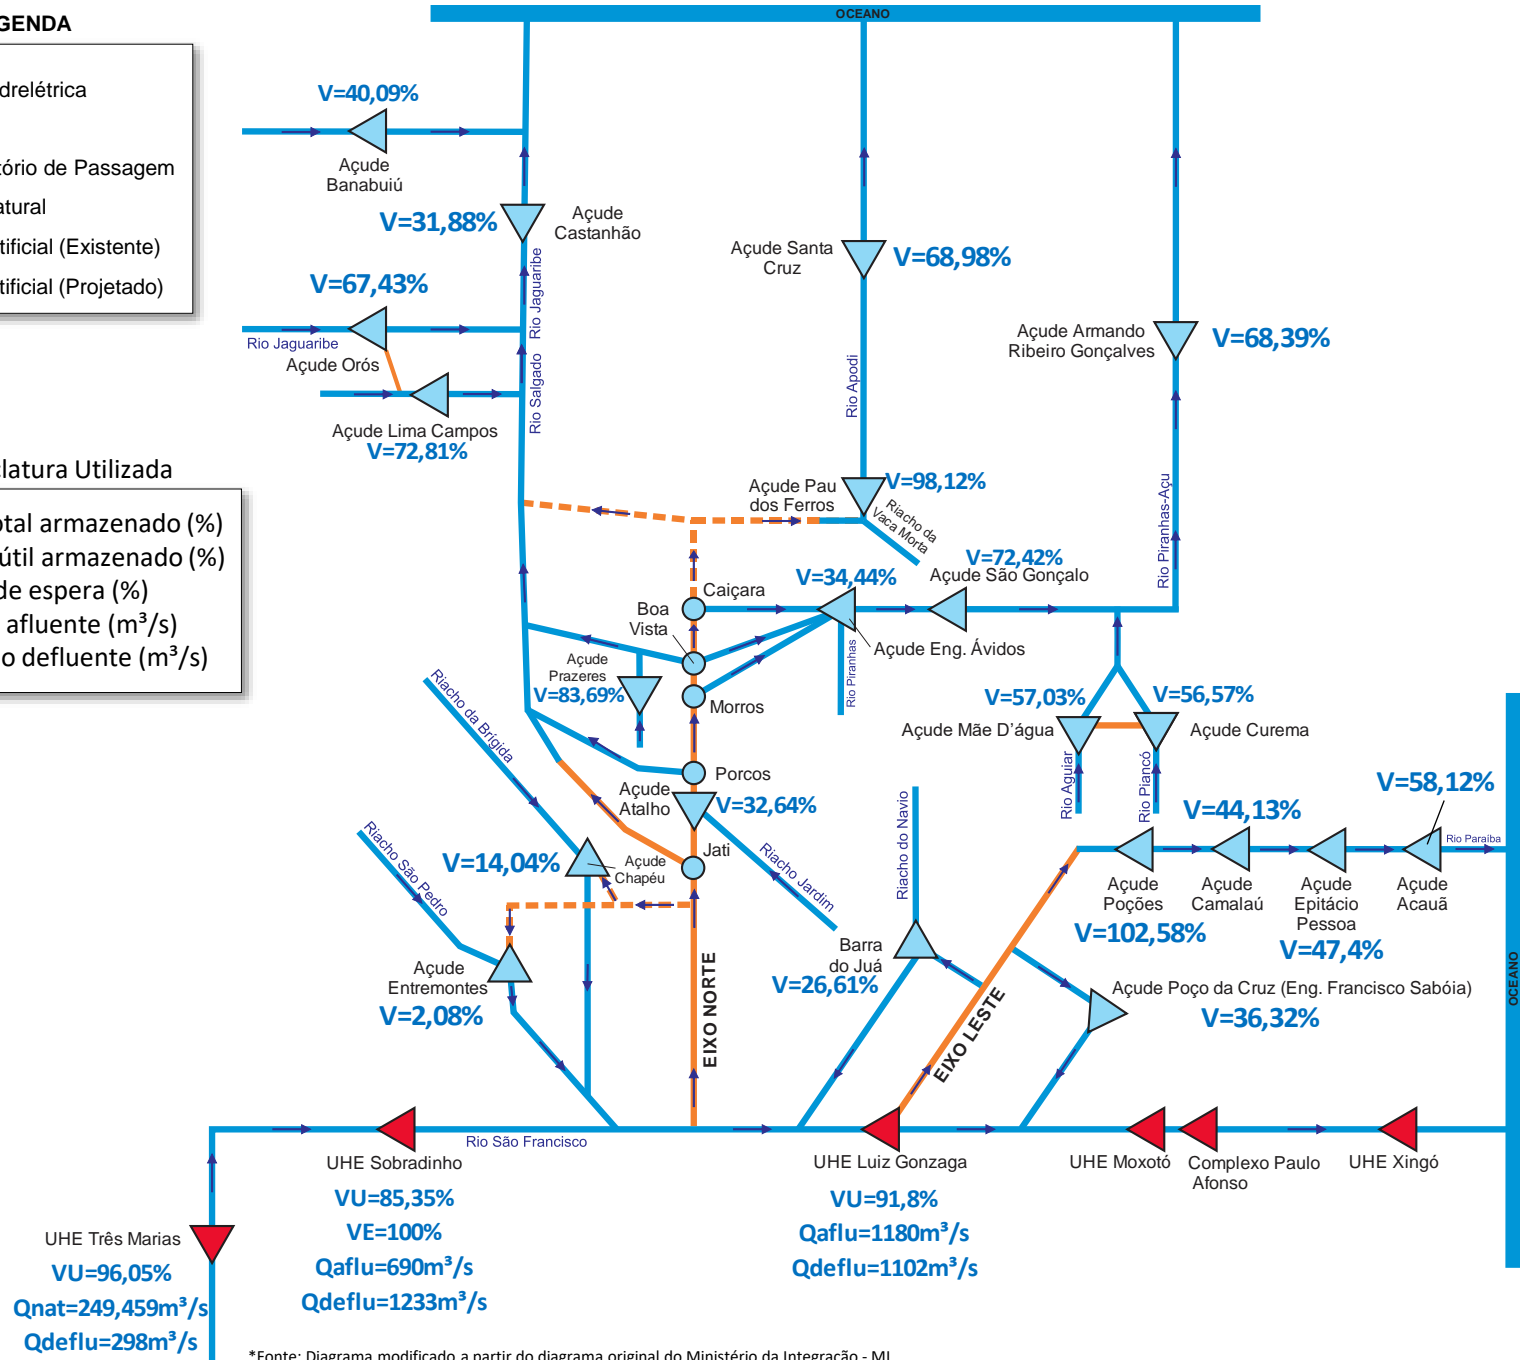 OCEANO
GENDA
drelétrica
tório de Passagem
atural
tificial (Existente)
tificial (Projetado)
V=40,09%
Açude
Banabuiú
V=31,88%
Açude
Castanhão
Rio Jaguaribe
V=67,43%
Rio Jaguaribe
Açude Orós
Rio Salgado
Açude Lima Campos
V=72,81%
Açude Santa
Cruz
V=68,98%
Rio Apodi
Açude Armando
Ribeiro Gonçalves
V=68,39%
Rio Piranhas-Açu
clatura Utilizada
otal armazenado (%)
útil armazenado (%)
de espera (%)
afluente (m³/s)
o defluente (m³/s)
Açude Pau
dos Ferros
V=98,12%
Riacho da
Vaca Morta
V=72,42%
Açude São Gonçalo
V=34,44%
Caiçara
Boa
Vista
Açude Eng. Ávidos
Rio Piranhas
Açude
Prazeres
V=83,69%
Morros
Riacho da Brígida
Porcos
V=57,03%
V=56,57%
Açude Mãe D'água
Açude Curema
Rio Aguiar
Rio Piancó
Açude
Atalho
V=32,64%
Riacho Jardim
Jati
V=14,04%
Açude
Chapéu
Riacho São Pedro
Riacho do Navio
V=58,12%
V=44,13%
Rio Paraíba
Açude
Poções
Açude
Camalaú
Açude
Epitácio
Pessoa
Açude
Acauã
V=102,58%
V=47,4%
Açude
Entremontes
V=2,08%
Barra
do Juá
V=26,61%
EIXO NORTE
EIXO LESTE
Açude Poço da Cruz (Eng. Francisco Sabóia)
V=36,32%
OCEANO
Rio São Francisco
UHE Sobradinho
VU=85,35%
VE=100%
Qaflu=690m³/s
Qdeflu=1233m³/s
UHE Luiz Gonzaga
VU=91,8%
Qaflu=1180m³/s
Qdeflu=1102m³/s
UHE Moxotó
Complexo Paulo
Afonso
UHE Xingó
UHE Três Marias
VU=96,05%
Qnat=249,459m³/s
Qdeflu=298m³/s
*Fonte: Diagrama modificado a partir do diagrama original do Ministério da Integração - MI